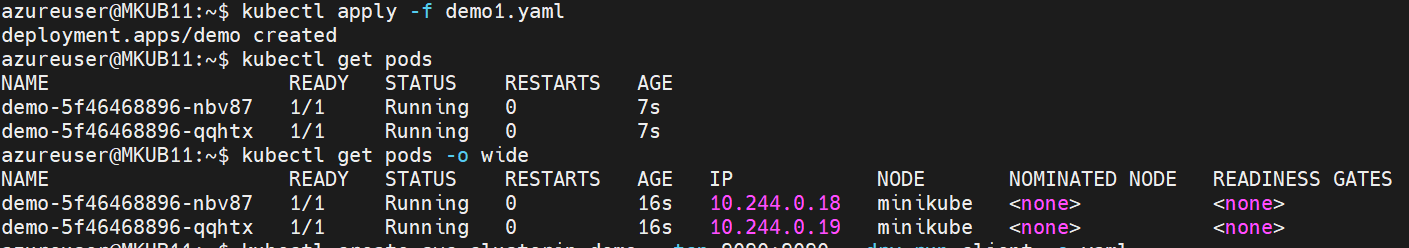 azureuser@MKUB11:~$ kubectl apply -f demo1.yaml
deployment.apps/demo created
azureuser@MKUB11:~$ kubectl get pods
NAME                    READY   STATUS    RESTARTS   AGE
demo-5f46468896-nbv87   1/1     Running   0          7s
demo-5f46468896-qqhtx   1/1     Running   0          7s
azureuser@MKUB11:~$ kubectl get pods -o wide
NAME                    READY   STATUS    RESTARTS   AGE   IP            NODE       NOMINATED NODE   READINESS GATES
demo-5f46468896-nbv87   1/1     Running   0          16s   10.244.0.18   minikube   <none>           <none>
demo-5f46468896-qqhtx   1/1     Running   0          16s   10.244.0.19   minikube   <none>           <none>